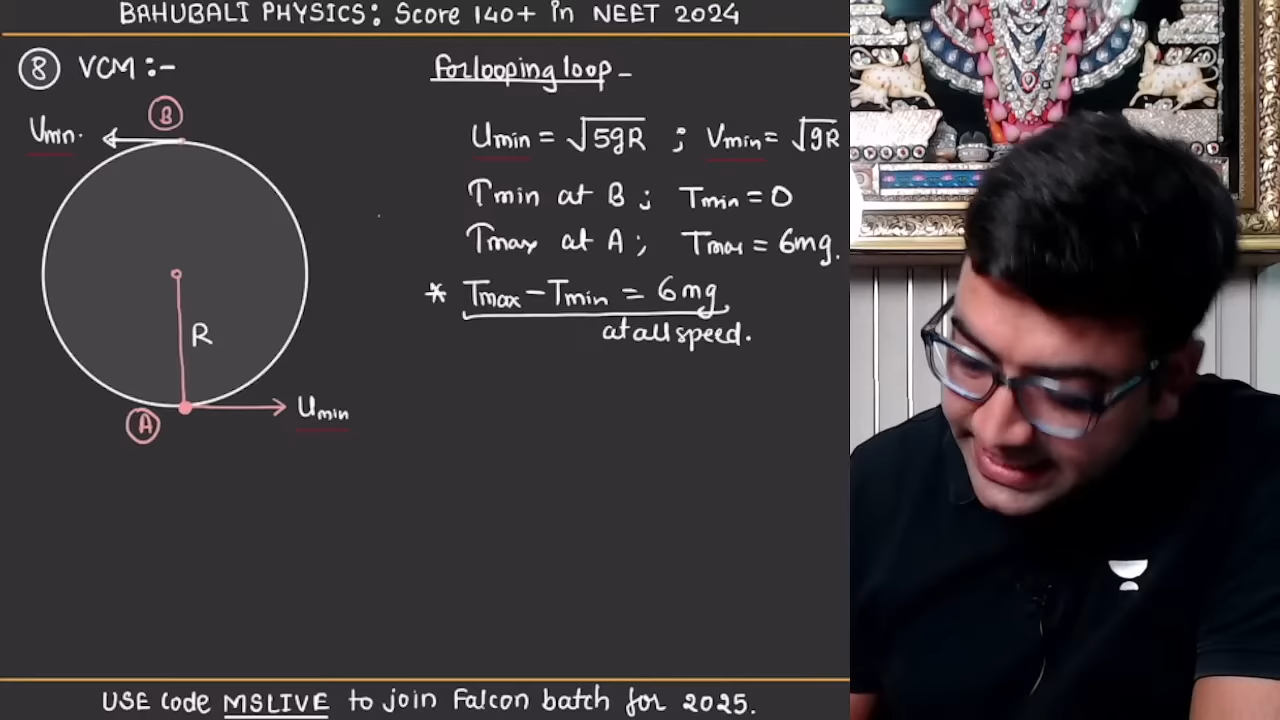 BAHUBALI PHYSICS: Score 140+ in NEET 2024
8 VCM :-
For looping loop -
B
Umin.
Umin = √5gR ; Vmin = √gR
Tmin at B ; Tmin = 0
Tmax at A ; Tmax = 6mg.
* Tmax - Tmin = 6mg
at all speed.
R
A
Umin
USE Code MSLIVE to join Falcon batch for 2025.